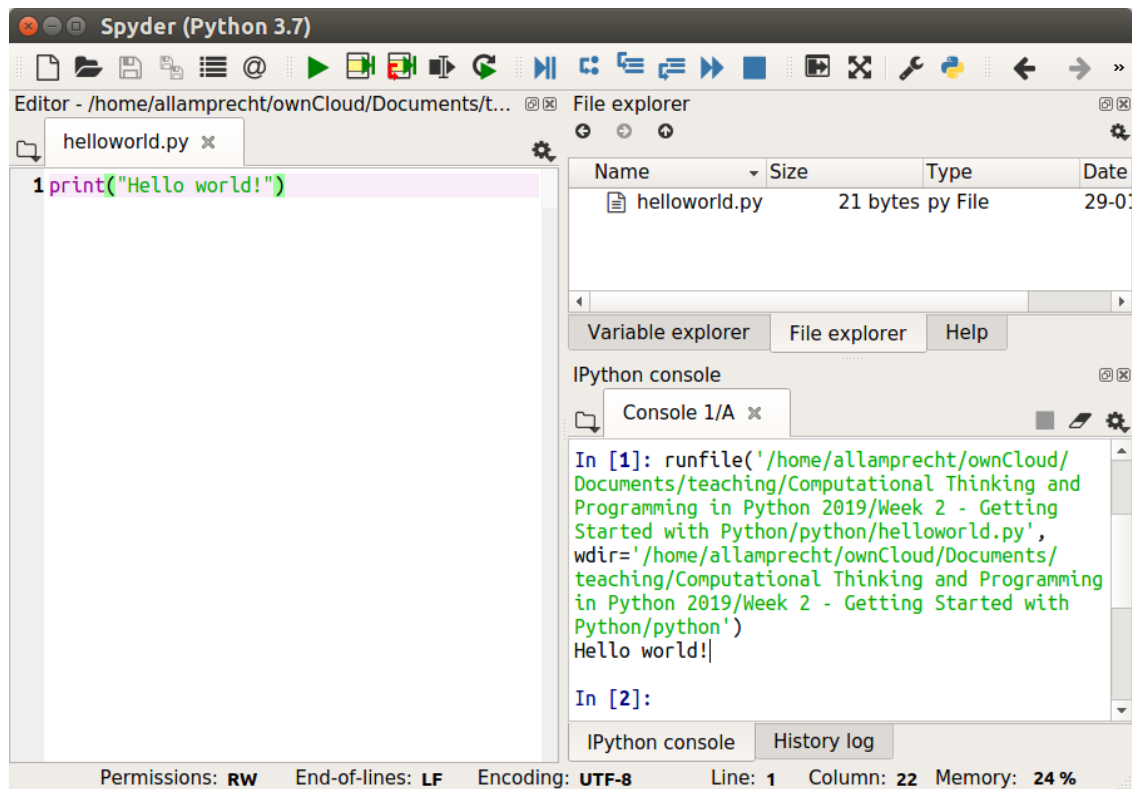 Spyder (Python 3.7)
@
»
Editor - /home/allamprecht/ownCloud/Documents/t...
helloworld.py
1 print("Hello world!")
File explorer
Name Size Type Date
helloworld.py 21 bytes py File 29-01
Variable explorer File explorer Help
IPython console
Console 1/A
In [1]: runfile('/home/allamprecht/ownCloud/
Documents/teaching/Computational Thinking and
Programming in Python 2019/Week 2 - Getting
Started with Python/python/helloworld.py',
wdir='/home/allamprecht/ownCloud/Documents/
teaching/Computational Thinking and Programming
in Python 2019/Week 2 - Getting Started with
Python/python')
Hello world!
In [2]:
IPython console History log
Permissions: RW End-of-lines: LF Encoding: UTF-8 Line: 1 Column: 22 Memory: 24 %